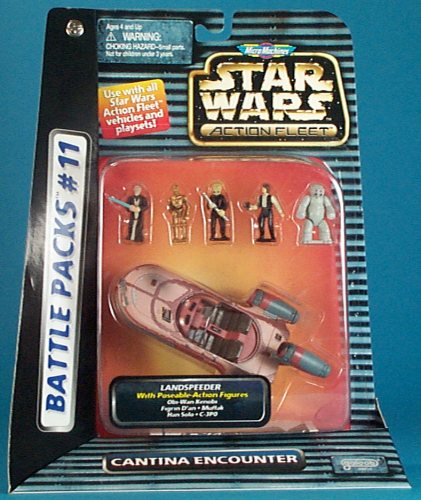 Ages 4 and Up
WARNING:
CHOKING HAZARD-Small parts.
Not for children under 3 years.
Micro Machines
STAR
WARS
ACTION FLEET
Use with all
Star Wars
Action Fleet
vehicles and
playsets!
BATTLE PACKS #11
LANDSPEEDER
With Poseable-Action Figures
Obi-Wan Kenobi
Figrin D'an • Muftak
Han Solo • C-3PO
CANTINA ENCOUNTER